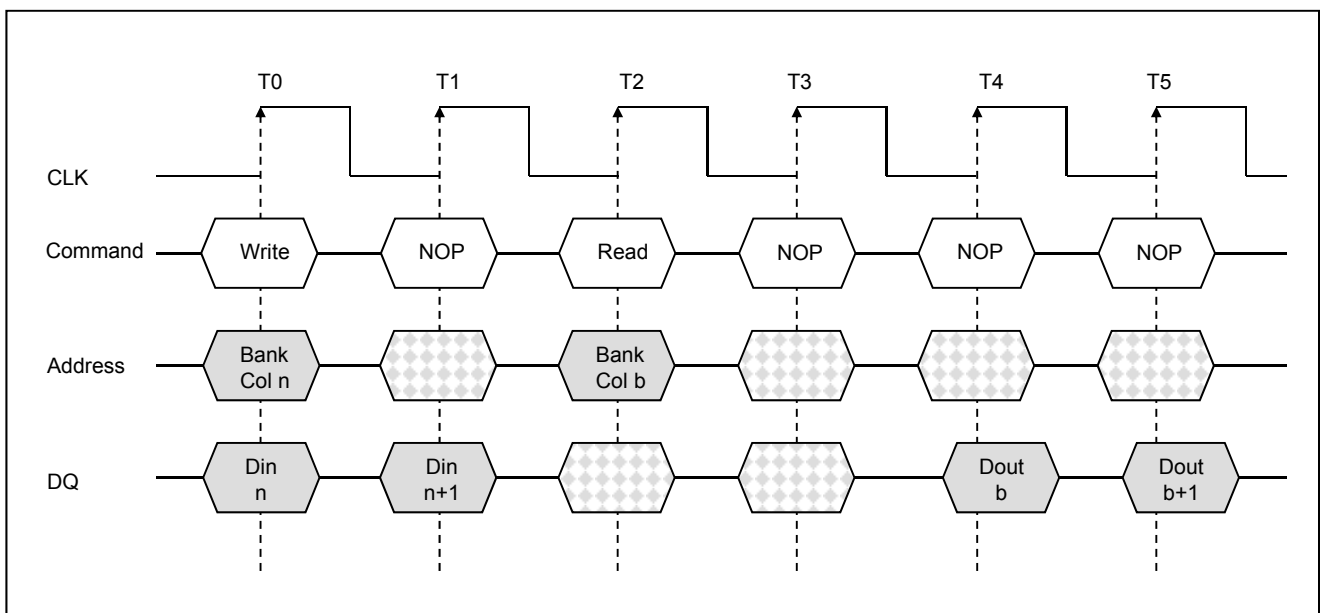 T0 T1 T2 T3 T4 T5
CLK
Command Write NOP Read NOP NOP NOP
Address
Bank
Col n
Bank
Col b
DQ
Din
n
Din
n+1
Dout
b
Dout
b+1